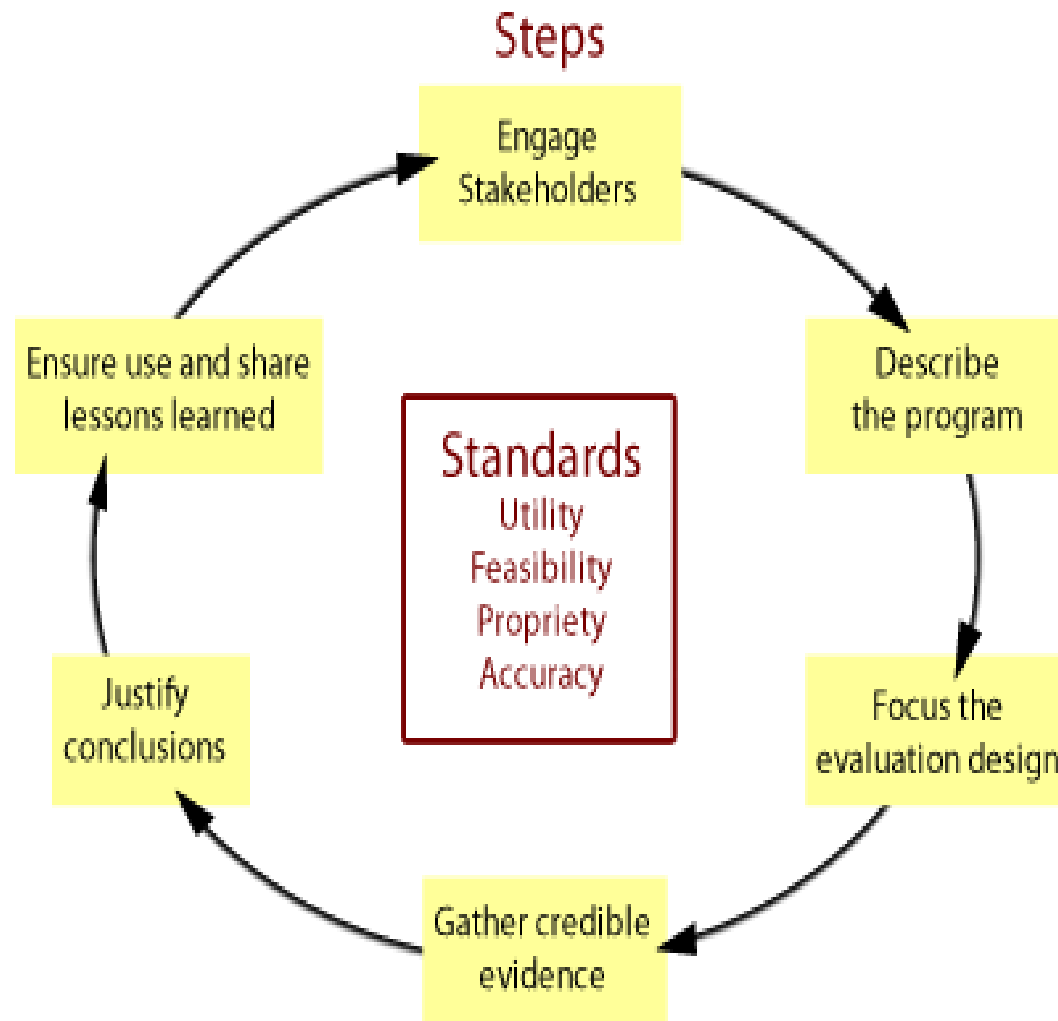 Steps
Engage
Stakeholders
Describe
the program
Focus the
evaluation design
Gather credible
evidence
Justify
conclusions
Ensure use and share
lessons learned
Standards
Utility
Feasibility
Propriety
Accuracy